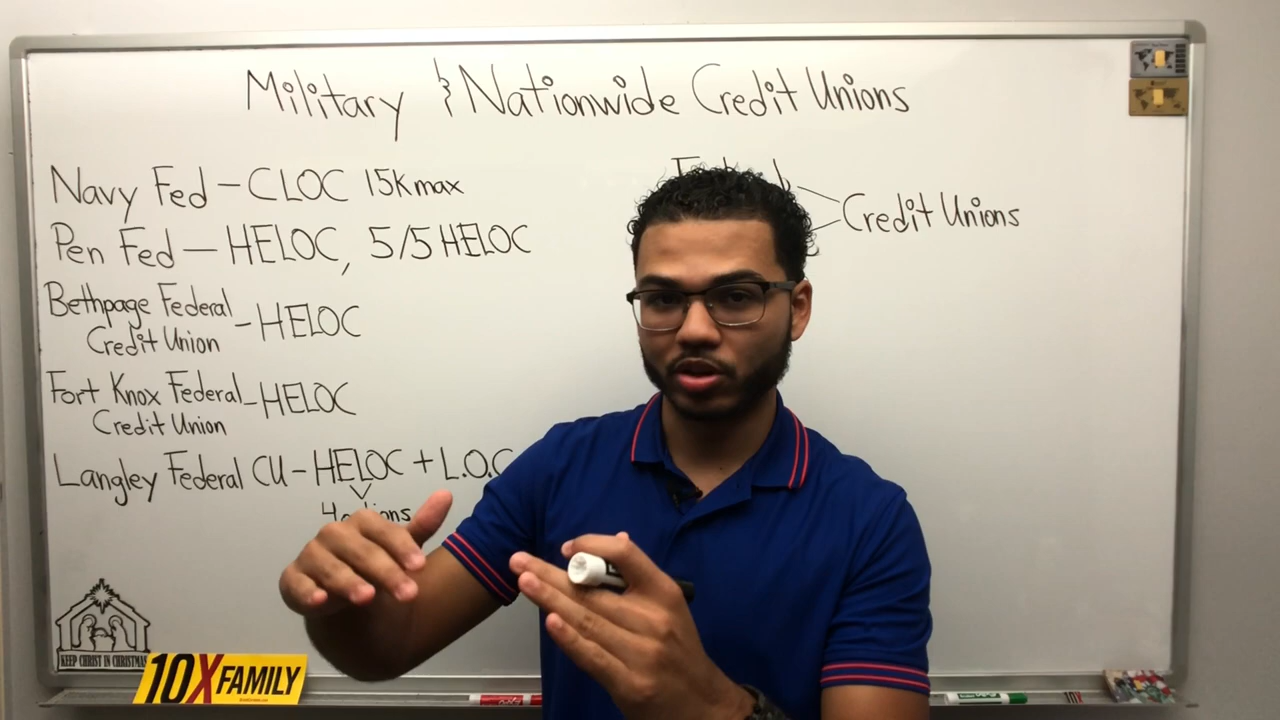 Military & Nationwide Credit Unions
Navy Fed - CLOC 15K max
Pen Fed - HELOC, 5/5 HELOC
Bethpage Federal
Credit Union - HELOC
Fort Knox Federal
Credit Union - HELOC
Langley Federal CU - HELOC + L.O.C
Credit Unions
KEEP CHRIST IN CHRISTMAS
10X FAMILY